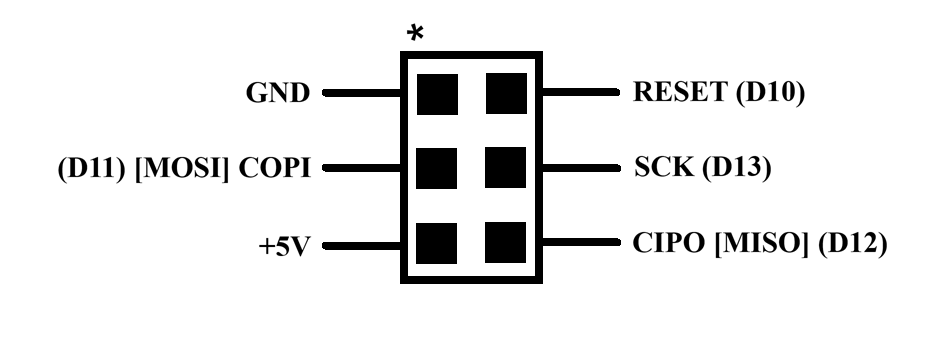 *
GND RESET (D10)
(D11) [MOSI] COPI SCK (D13)
+5V CIPO [MISO] (D12)